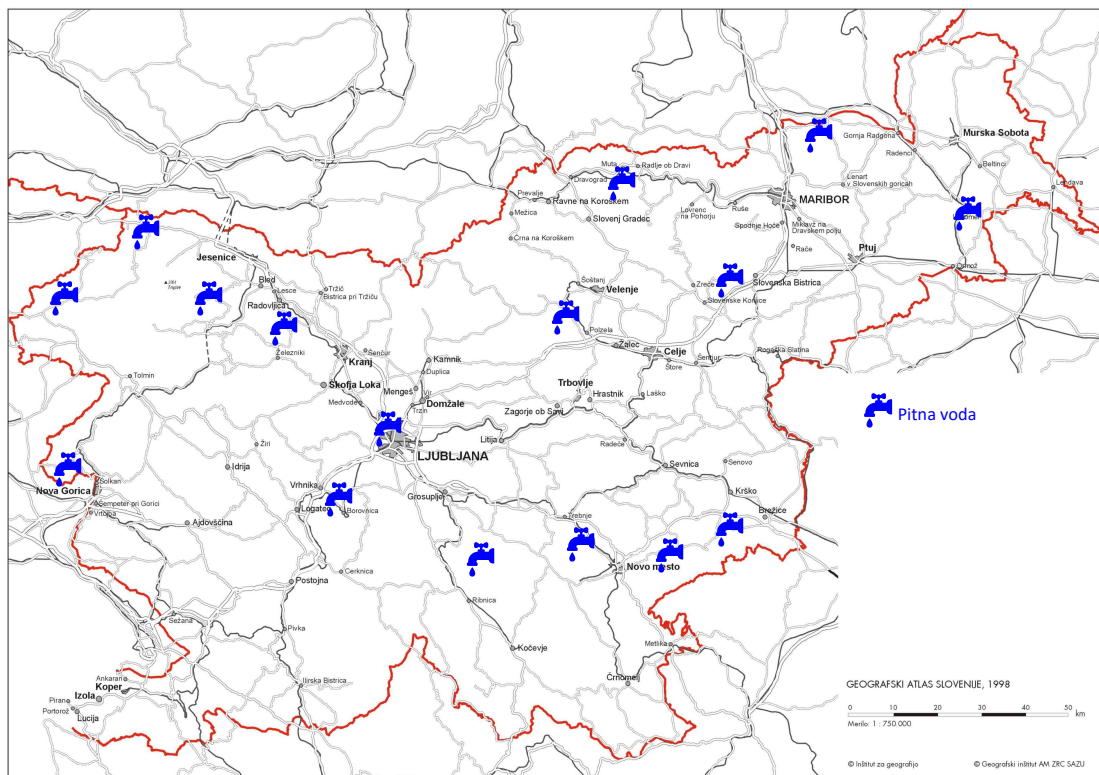 Murska Sobota
Gornja Radgona
Radenci
Beltinci
Lendava
Muta
Radlje ob Dravi
Dravograd
Prevalje
Ravne na Koroškem
Mežica
Slovenj Gradec
Črna na Koroškem
Lenart
v Slovenskih goricah
MARIBOR
Ruše
Lovrenc
na Pohorju
Spodnje Hoče
Miklavž na
Dravskem polju
Rače
Ptuj
Ormož
Jesenice
Bled
Lesce
Radovljica
Tržič
Bistrica pri Tržiču
Šoštanj
Velenje
Zreče
Slovenska Bistrica
Slovenske Konjice
Železniki
Kranj
Šenčur
Polzela
Žalec
Celje
Štore
Šentjur
Rogaška Slatina
Tolmin
Škofja Loka
Kamnik
Duplica
Mengeš
Vir
Domžale
Trzin
Medvode
Trbovlje
Hrastnik
Zagorje ob Savi
Laško
Pitna voda
Žiri
Idrija
LJUBLJANA
Litija
Radeče
Sevnica
Senovo
Solkan
Nova Gorica
Šempeter pri Gorici
Vrtojba
Ajdovščina
Vrhnika
Logatec
Borovnica
Grosuplje
Trebnje
Krško
Brežice
Cerknica
Postojna
Novo mesto
Ribnica
Sežana
Pivka
Kočevje
Metlika
Črnomelj
Ilirska Bistrica
Ankaran
Koper
Izola
Piran
Portorož
Lucija
GEOGRAFSKI ATLAS SLOVENIJE, 1998
0 10 20 30 40 50 km
Merilo: 1 : 750 000
© Inštitut za geografijo
© Geografski inštitut AM ZRC SAZU